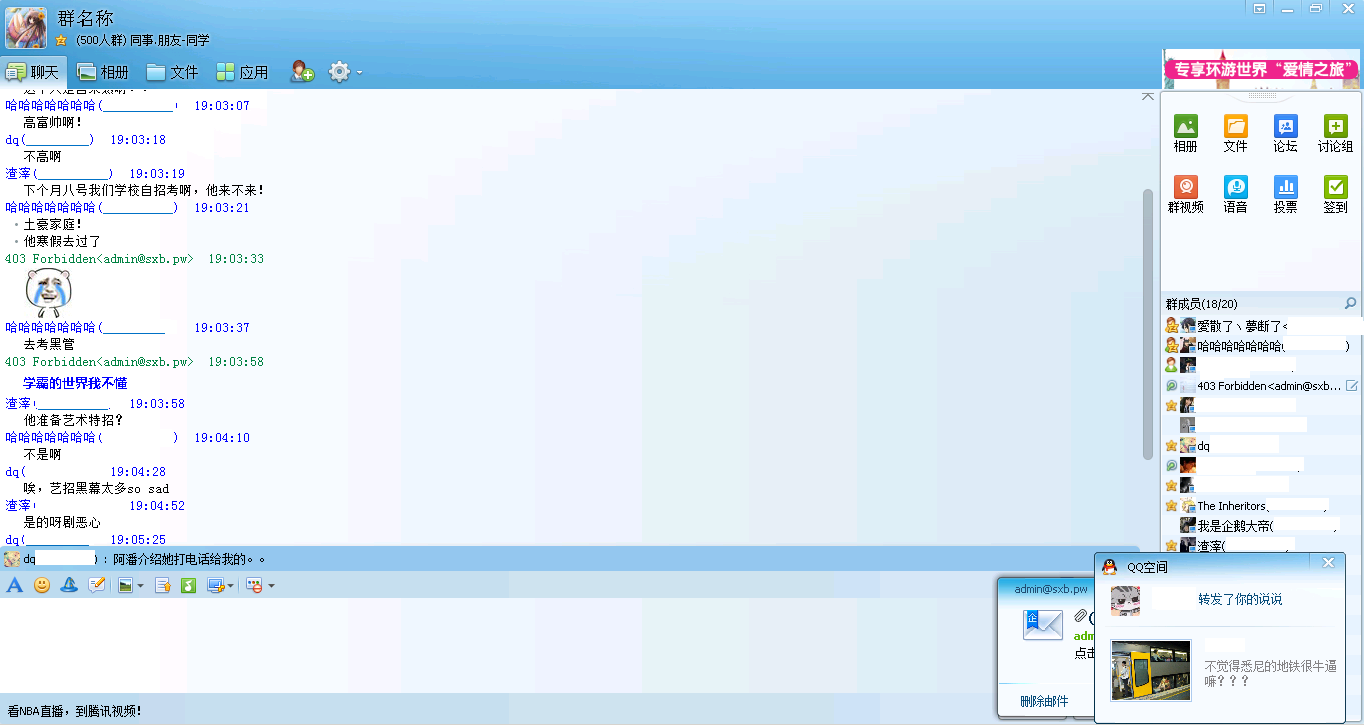 群名称
(500人群) 同事.朋友-同学
聊天 相册 文件 应用
专享环游世界“爱情之旅”
哈哈哈哈哈哈哈( 19:03:07
高富帅啊!
dq( ) 19:03:18
不高啊
渣滓( ) 19:03:19
下个月八号我们学校自招考啊，他来不来!
哈哈哈哈哈哈哈( ) 19:03:21
土豪家庭!
他寒假去过了
403 Forbidden<admin@sxb.pw> 19:03:33
哈哈哈哈哈哈哈( 19:03:37
去考黑管
403 Forbidden<admin@sxb.pw> 19:03:58
学霸的世界我不懂
渣滓( 19:03:58
他准备艺术特招?
哈哈哈哈哈哈哈( ) 19:04:10
不是啊
dq( 19:04:28
唉，艺招黑幕太多so sad
渣滓( 19:04:52
是的呀剧恶心
dq( 19:05:25
dq ) : 阿潘介绍她打电话给我的。。
看NBA直播，到腾讯视频!
相册 文件 论坛 讨论组
群视频 语音 投票 签到
群成员(18/20)
愛散了ヽ夢断了<
哈哈哈哈哈哈哈( )
403 Forbidden<admin@sxb...
dq
The Inheritors
我是企鹅大帝(
渣滓(
admin@sxb.pw
企
adm
点击
删除邮件
QQ空间
转发了你的说说
不觉得悉尼的地铁很牛逼
嘛? ? ?